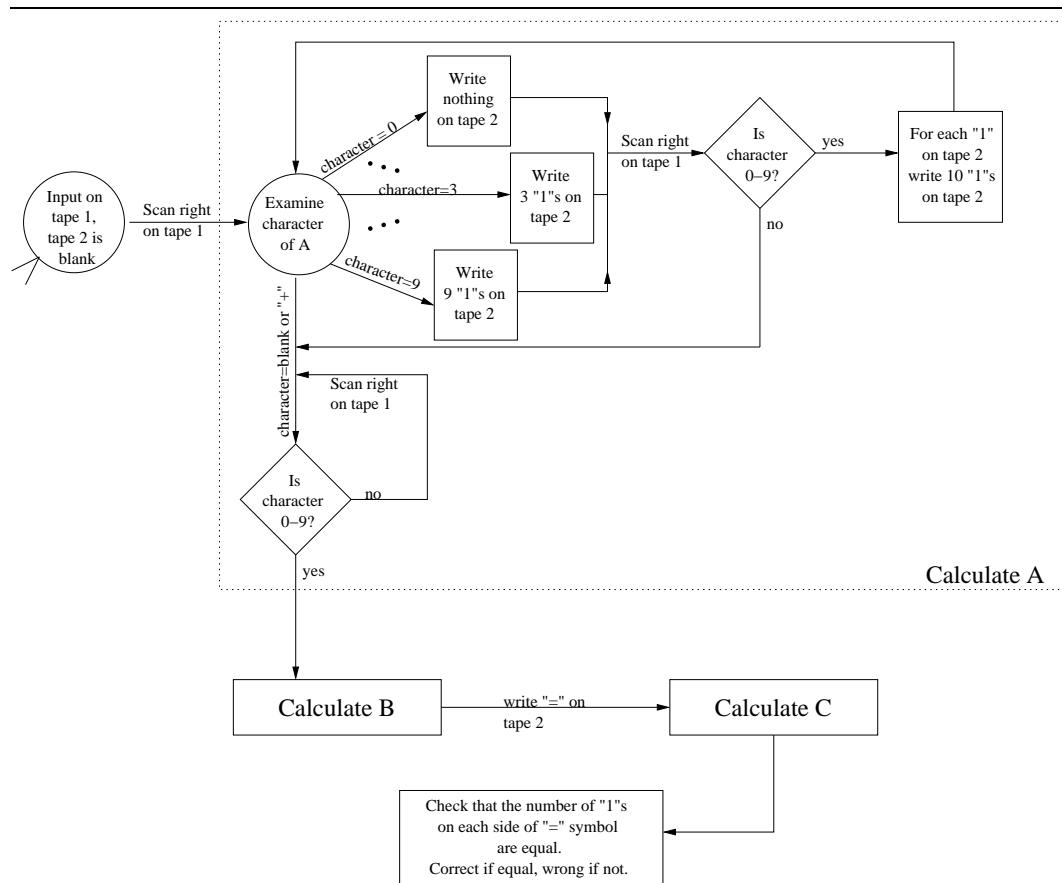 Input on
tape 1,
tape 2 is
blank
Scan right
on tape 1
Examine
character
of A
character = 0
Write
nothing
on tape 2
character=3
Write
3 "1"s on
tape 2
character=9
Write
9 "1"s on
tape 2
Scan right
on tape 1
Is
character
0−9?
yes
For each "1"
on tape 2
write 10 "1"s
on tape 2
no
character=blank or "+"
Scan right
on tape 1
Is
character
0−9?
no
yes
Calculate A
Calculate B
write "=" on
tape 2
Calculate C
Check that the number of "1"s
on each side of "=" symbol
are equal.
Correct if equal, wrong if not.